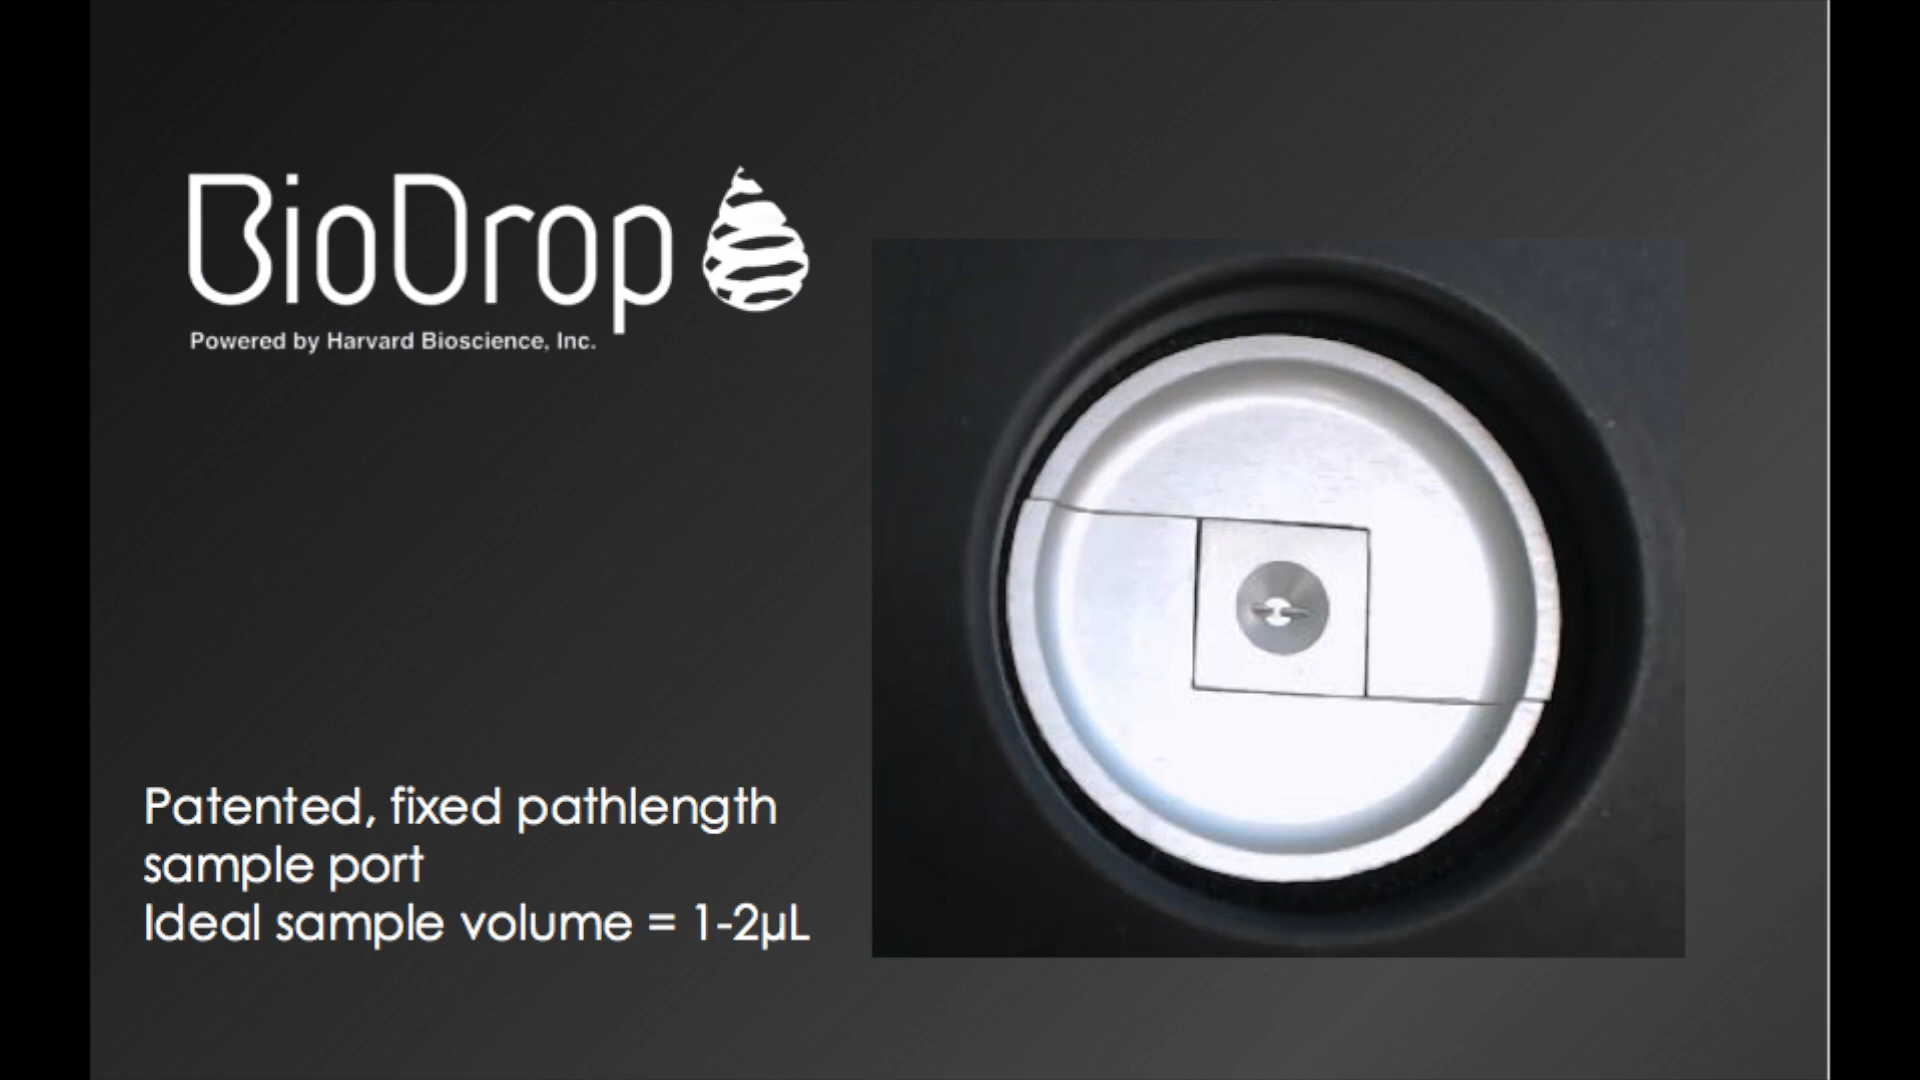 BioDrop
Powered by Harvard Bioscience, Inc.
Patented, fixed pathlength
sample port
Ideal sample volume = 1-2µL